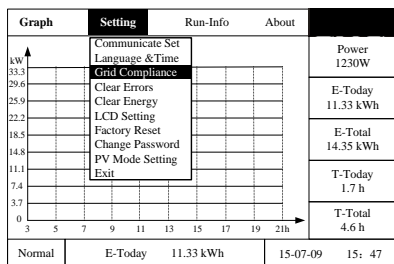 Graph Setting Run-Info About
Communicate Set
Language &Time
Grid Compliance
Clear Errors
Clear Energy
LCD Setting
Factory Reset
Change Password
PV Mode Setting
Exit
kW
33.3
29.6
25.9
22.2
18.5
14.8
11.1
7.4
3.7
0
3 5 7 9 11 13 15 17 19 21h
Power
1230W
E-Today
11.33 kWh
E-Total
14.35 kWh
T-Today
1.7 h
T-Total
4.6 h
Normal E-Today 11.33 kWh 15-07-09 15: 47